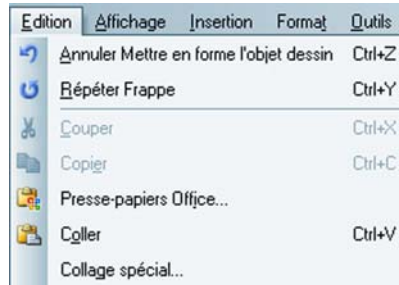 Edition Affichage Insertion Format Outils
Annuler Mettre en forme l'objet dessin Ctrl+Z
Répéter Frappe Ctrl+Y
Couper Ctrl+X
Copier Ctrl+C
Presse-papiers Office...
Coller Ctrl+V
Collage spécial...